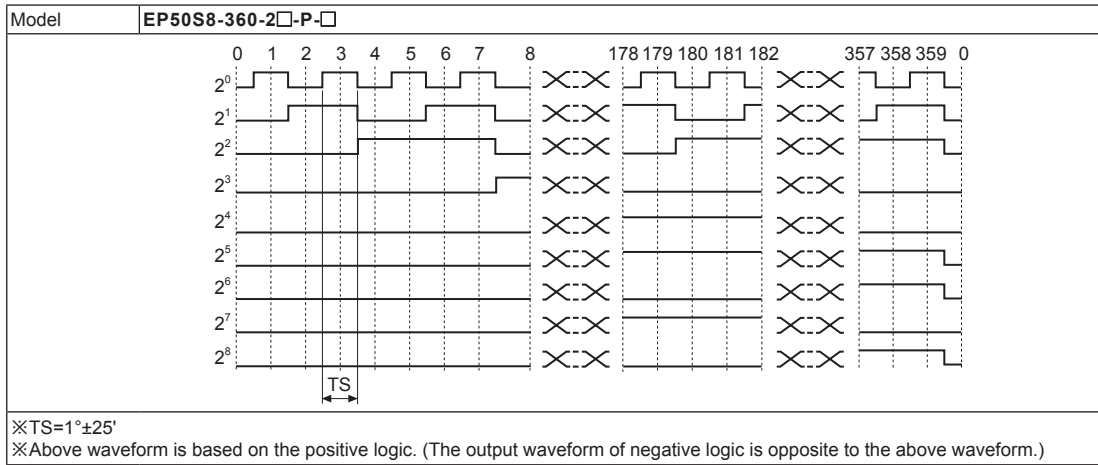 Model EP50S8-360-2□-P-□
0 1 2 3 4 5 6 7 8 178 179 180 181 182 357 358 359 0
2⁰
2¹
2²
2³
2⁴
2⁵
2⁶
2⁷
2⁸
TS
※TS=1°±25'
※Above waveform is based on the positive logic. (The output waveform of negative logic is opposite to the above waveform.)